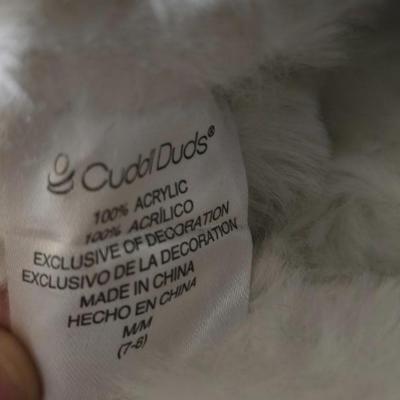 Cuddl Duds®
100% ACRYLIC
100% ACRÍLICO
EXCLUSIVE OF DECORATION
EXCLUSIVO DE LA DECORATION
MADE IN CHINA
HECHO EN CHINA
M/M
(7-8)